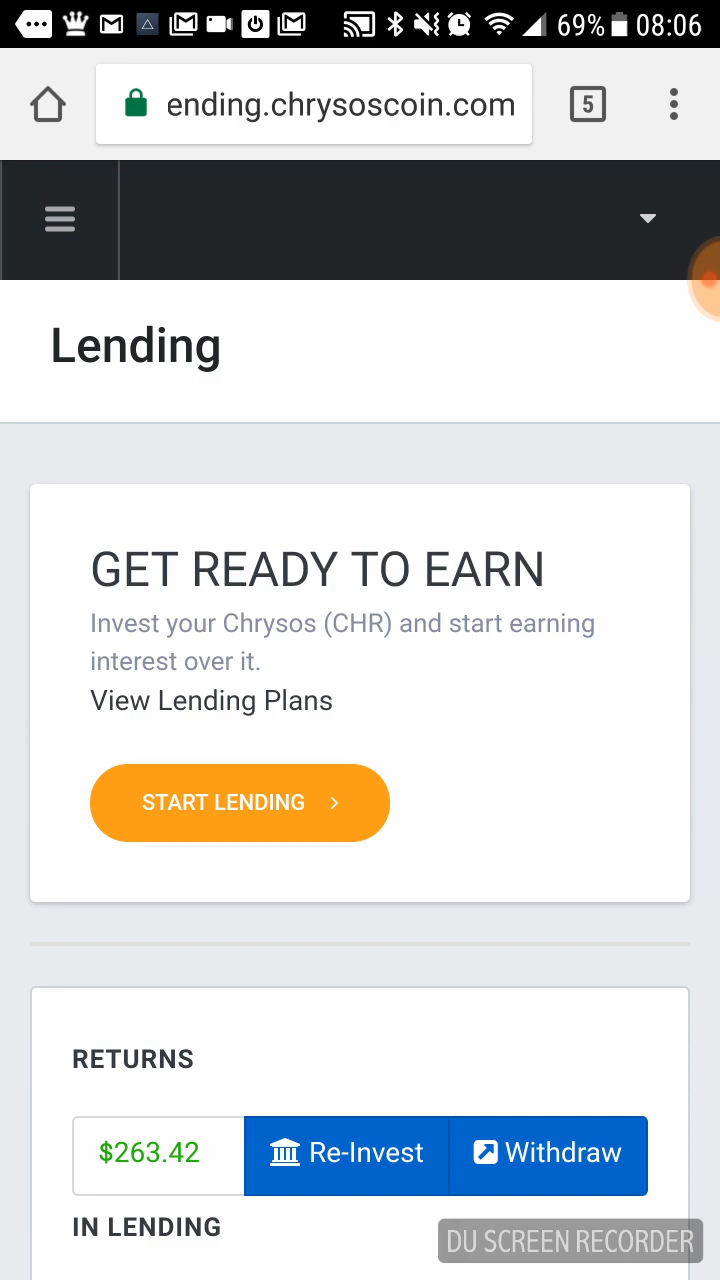 69% 08:06
ending.chrysoscoin.com
5
Lending
GET READY TO EARN
Invest your Chrysos (CHR) and start earning
interest over it.
View Lending Plans
START LENDING
RETURNS
$263.42 Re-Invest Withdraw
IN LENDING
DU SCREEN RECORDER